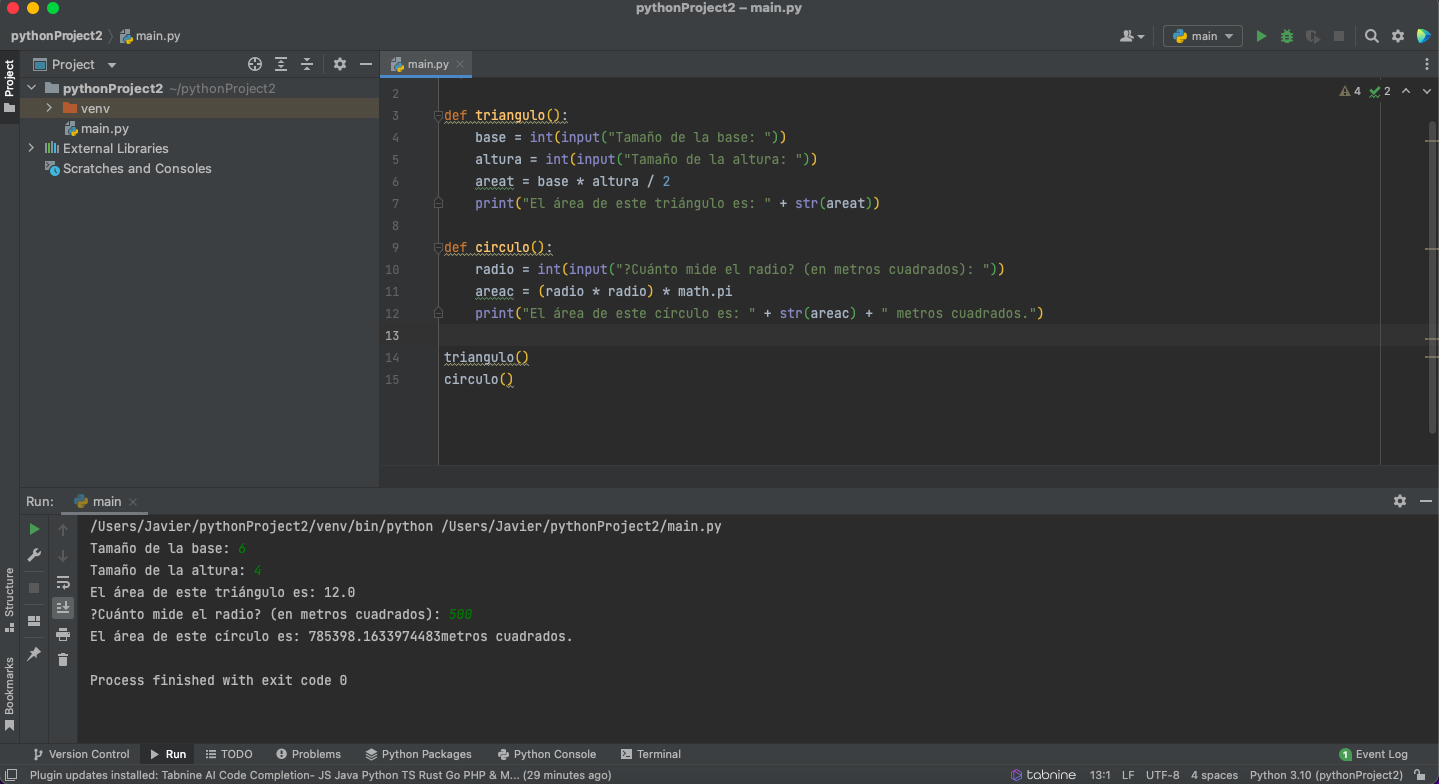 pythonProject2 – main.py
pythonProject2 main.py
main
Project
Project
main.py
pythonProject2 ~/pythonProject2
venv
main.py
External Libraries
Scratches and Consoles
4 2
2
3 def triangulo():
4 base = int(input("Tamaño de la base: "))
5 altura = int(input("Tamaño de la altura: "))
6 areat = base * altura / 2
7 print("El área de este triángulo es: " + str(areat))
8
9 def circulo():
10 radio = int(input("?Cuánto mide el radio? (en metros cuadrados): "))
11 areac = (radio * radio) * math.pi
12 print("El área de este círculo es: " + str(areac) + " metros cuadrados.")
13
14 triangulo()
15 circulo()
Run: main
/Users/Javier/pythonProject2/venv/bin/python /Users/Javier/pythonProject2/main.py
Tamaño de la base: 6
Tamaño de la altura: 4
El área de este triángulo es: 12.0
?Cuánto mide el radio? (en metros cuadrados): 500
El área de este círculo es: 785398.1633974483metros cuadrados.
Process finished with exit code 0
Structure
Bookmarks
Version Control Run TODO Problems Python Packages Python Console Terminal 1 Event Log
Plugin updates installed: Tabnine AI Code Completion- JS Java Python TS Rust Go PHP & M... (29 minutes ago) tabnine 13:1 LF UTF-8 4 spaces Python 3.10 (pythonProject2)